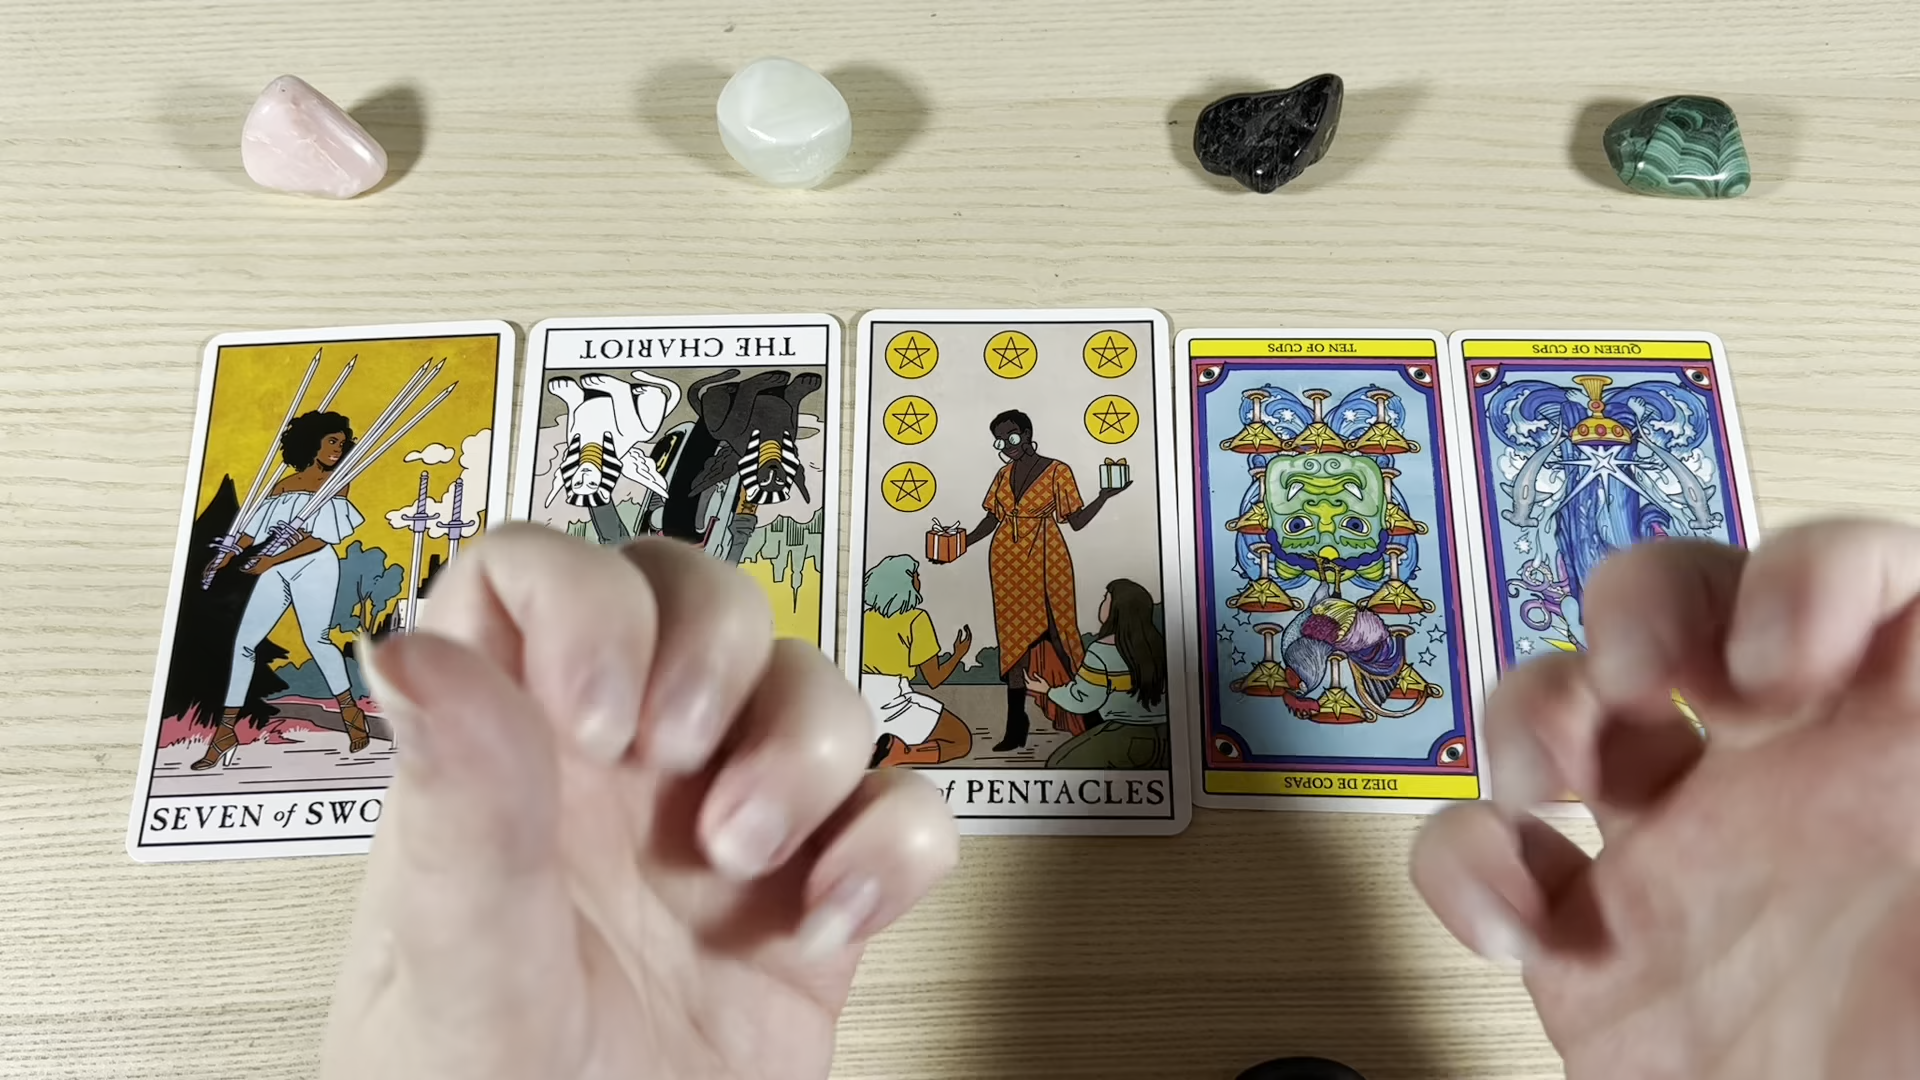 SEVEN of SWO
THE CHARIOT
of PENTACLES
TEN OF CUPS
DIEZ DE COPAS
QUEEN OF CUPS